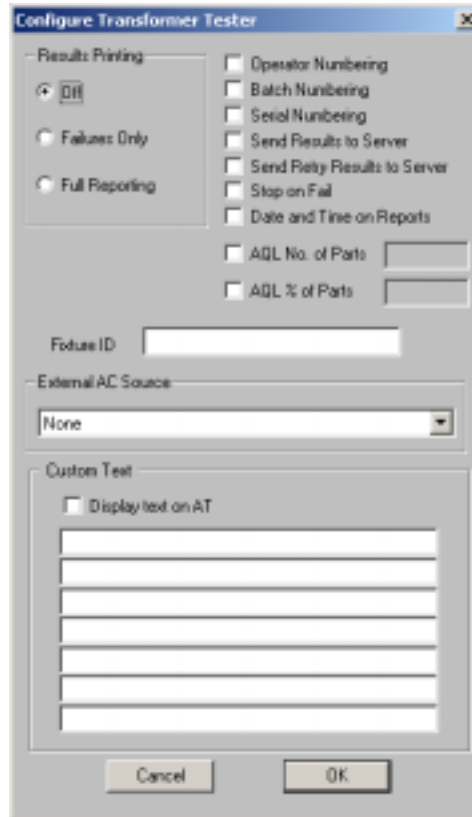 Configure Transformer Tester
Results Printing
Off
Failures Only
Full Reporting
Operator Numbering
Batch Numbering
Serial Numbering
Send Results to Server
Send Retry Results to Server
Stop on Fail
Date and Time on Reports
AQL No. of Parts
AQL % of Parts
Fixture ID
External AC Source
None
Custom Text
Display text on AT
Cancel
OK